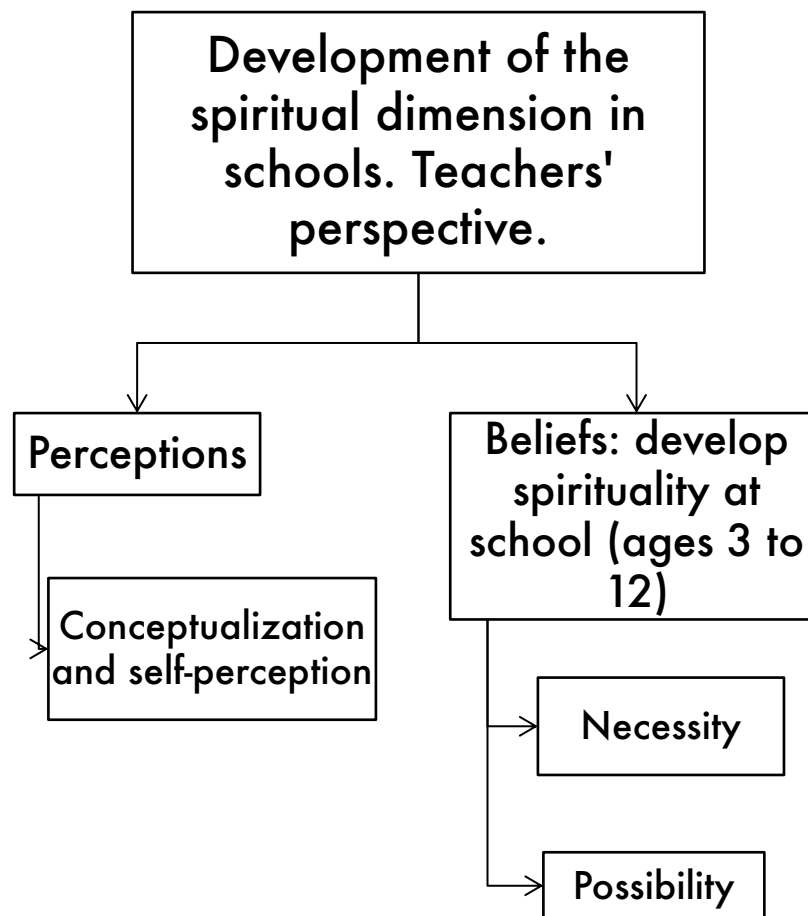 Development of the
spiritual dimension in
schools. Teachers'
perspective.
Perceptions
Conceptualization
and self-perception
Beliefs: develop
spirituality at
school (ages 3 to
12)
Necessity
Possibility